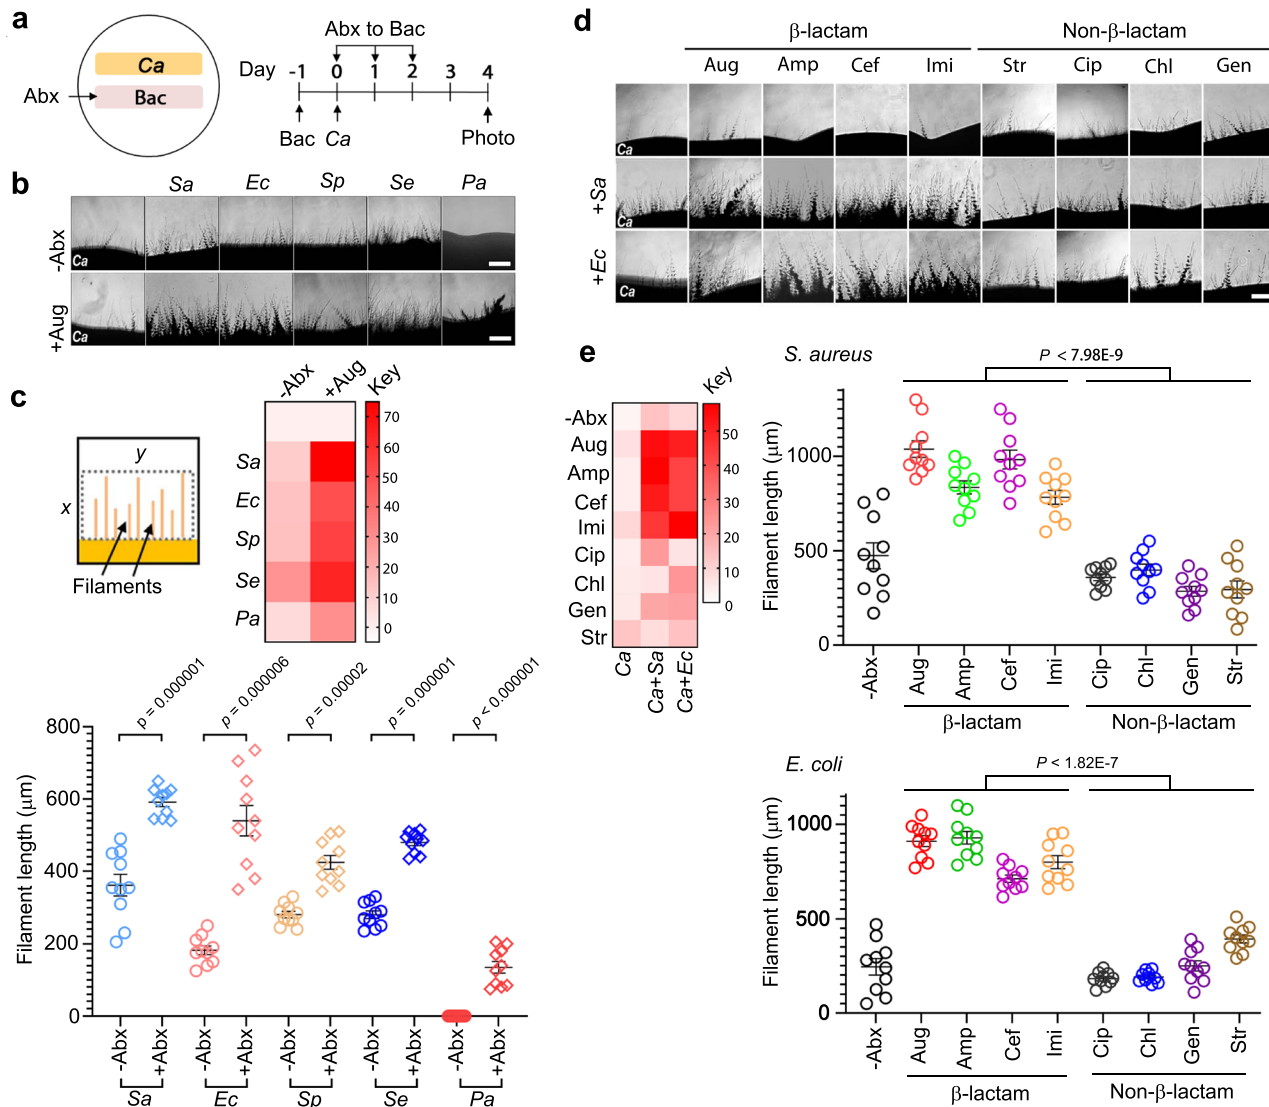 a
Ca
Bac
Abx
Abx to Bac
Day -1 0 1 2 3 4
Bac Ca Photo
b
Sa Ec Sp Se Pa
-Abx
Ca
+Aug
Ca
c
y
x
Filaments
-Abx +Aug Key
Sa
Ec
Sp
Se
Pa
70
60
50
40
30
20
10
0
p = 0.000001 p = 0.000006 p = 0.00002 p = 0.000001 p < 0.000001
Filament length (μm)
800
600
400
200
0
-Abx +Abx -Abx +Abx -Abx +Abx -Abx +Abx -Abx +Abx
Sa Ec Sp Se Pa
d
β-lactam Non-β-lactam
Aug Amp Cef Imi Str Cip Chl Gen
Ca
+Sa
Ca
+Ec
Ca
e
Key
-Abx
Aug
Amp
Cef
Imi
Cip
Chl
Gen
Str
50
40
30
20
10
0
Ca Ca+Sa Ca+Ec
S. aureus
P < 7.98E-9
Filament length (μm)
1000
500
0
-Abx Aug Amp Cef Imi Cip Chl Gen Str
β-lactam Non-β-lactam
E. coli
P < 1.82E-7
Filament length (μm)
1000
500
0
-Abx Aug Amp Cef Imi Cip Chl Gen Str
β-lactam Non-β-lactam